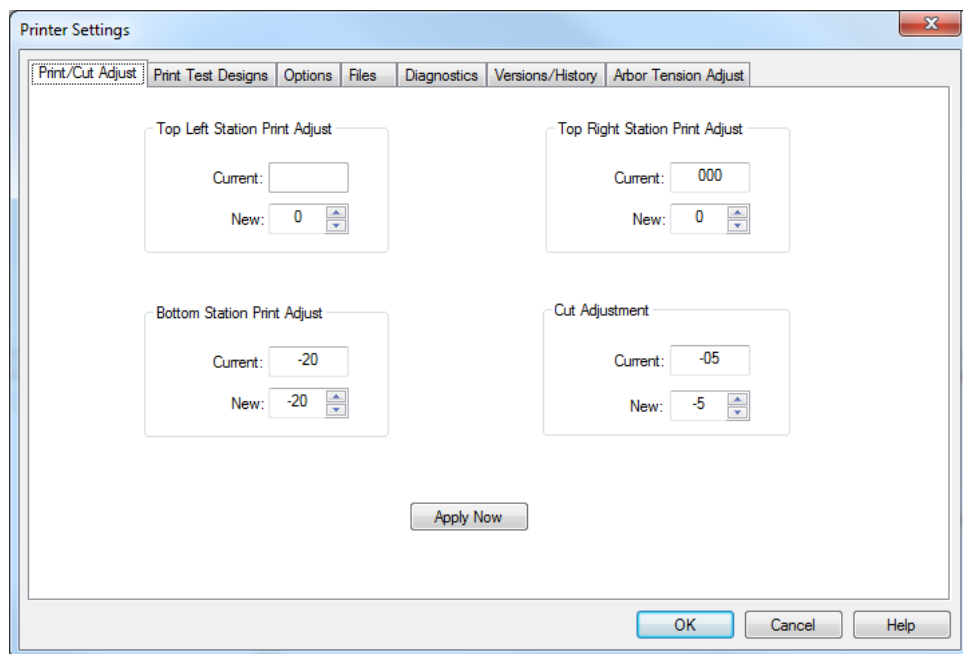 Printer Settings
Print/Cut Adjust Print Test Designs Options Files Diagnostics Versions/History Arbor Tension Adjust
Top Left Station Print Adjust
Current:
New: 0
Top Right Station Print Adjust
Current: 000
New: 0
Bottom Station Print Adjust
Current: -20
New: -20
Cut Adjustment
Current: -05
New: -5
Apply Now
OK Cancel Help